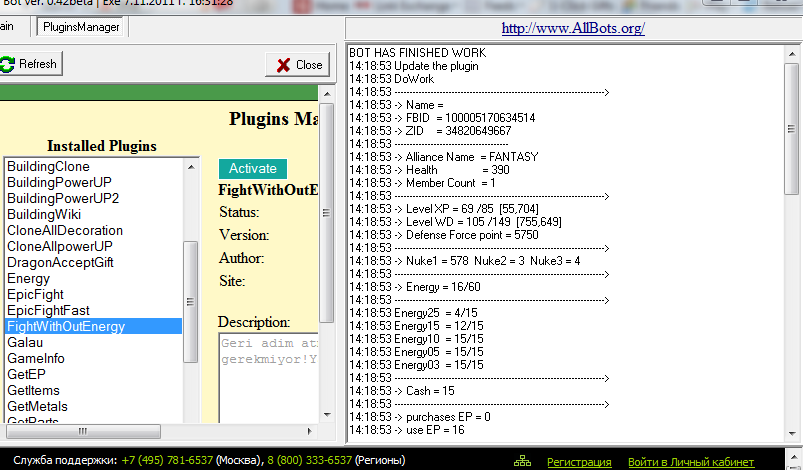 Bot ver. 0.42beta | Exe 7.11.2011 г. 16:31:28
ain PluginsManager
Refresh
Close
Plugins Ma
Installed Plugins
BuildingClone
BuildingPowerUP
BuildingPowerUP2
BuildingWiki
CloneAllDecoration
CloneAllpowerUP
DragonAcceptGift
Energy
EpicFight
EpicFightFast
FightWithOutEnergy
Galau
GameInfo
GetEP
GetItems
GetMetals
GetParts
Activate
FightWithOutE
Status:
Version:
Author:
Site:
Description:
Geri adim at
gerekmiyor!Y
http://www.AllBots.org/
BOT HAS FINISHED WORK
14:18:53 Update the plugin
14:18:53 DoWork
14:18:53 ------------------------------------------------------------>
14:18:53 -> Name =
14:18:53 -> FBID = 100005170634514
14:18:53 -> ZID = 34820649667
14:18:53 --------------------------------
14:18:53 -> Alliance Name = FANTASY
14:18:53 -> Health = 390
14:18:53 -> Member Count = 1
14:18:53 ------------------------------------------------------------>
14:18:53 -> Level XP = 69 /85 [55,704]
14:18:53 -> Level WD = 105 /149 [755,649]
14:18:53 -> Defense Force point = 5750
14:18:53 ------------------------------------------------------------>
14:18:53 -> Nuke1 = 578 Nuke2 = 3 Nuke3 = 4
14:18:53 ------------------------------------------------------------>
14:18:53 -> Energy = 16/60
14:18:53 ------------------------------------------------------------>
14:18:53 Energy25 = 4/15
14:18:53 Energy15 = 12/15
14:18:53 Energy10 = 15/15
14:18:53 Energy05 = 15/15
14:18:53 Energy03 = 15/15
14:18:53 ------------------------------------------------------------>
14:18:53 -> Cash = 15
14:18:53 ------------------------------------------------------------>
14:18:53 -> purchases EP = 0
14:18:53 -> use EP = 16
Служба поддержки: +7 (495) 781-6537 (Москва), 8 (800) 333-6537 (Регионы) Регистрация Войти в Личный кабинет